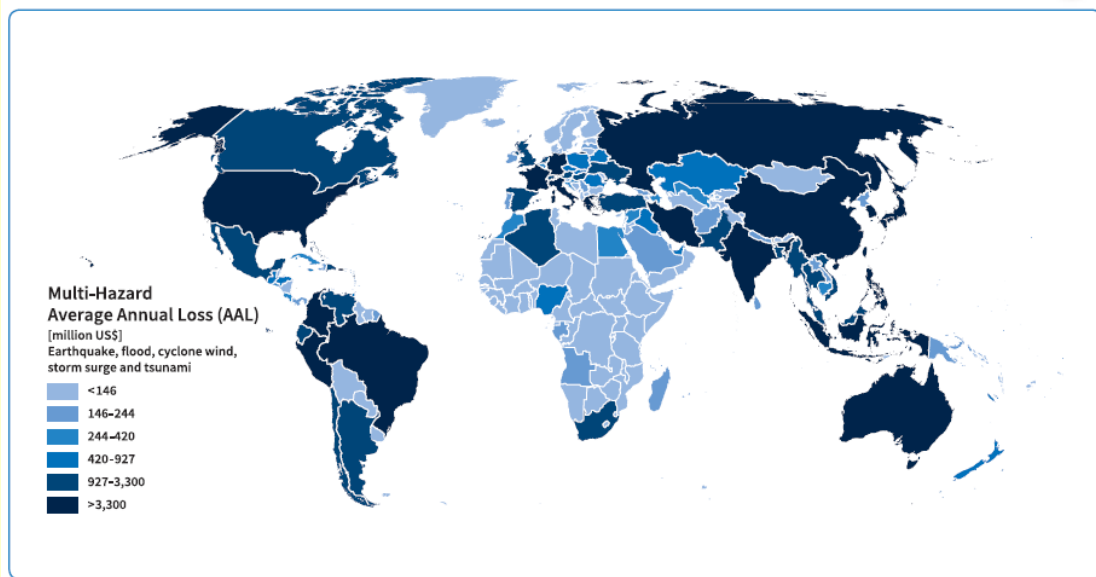 Multi-Hazard
Average Annual Loss (AAL)
[million US$]
Earthquake, flood, cyclone wind,
storm surge and tsunami
<146
146-244
244-420
420-927
927-3,300
>3,300